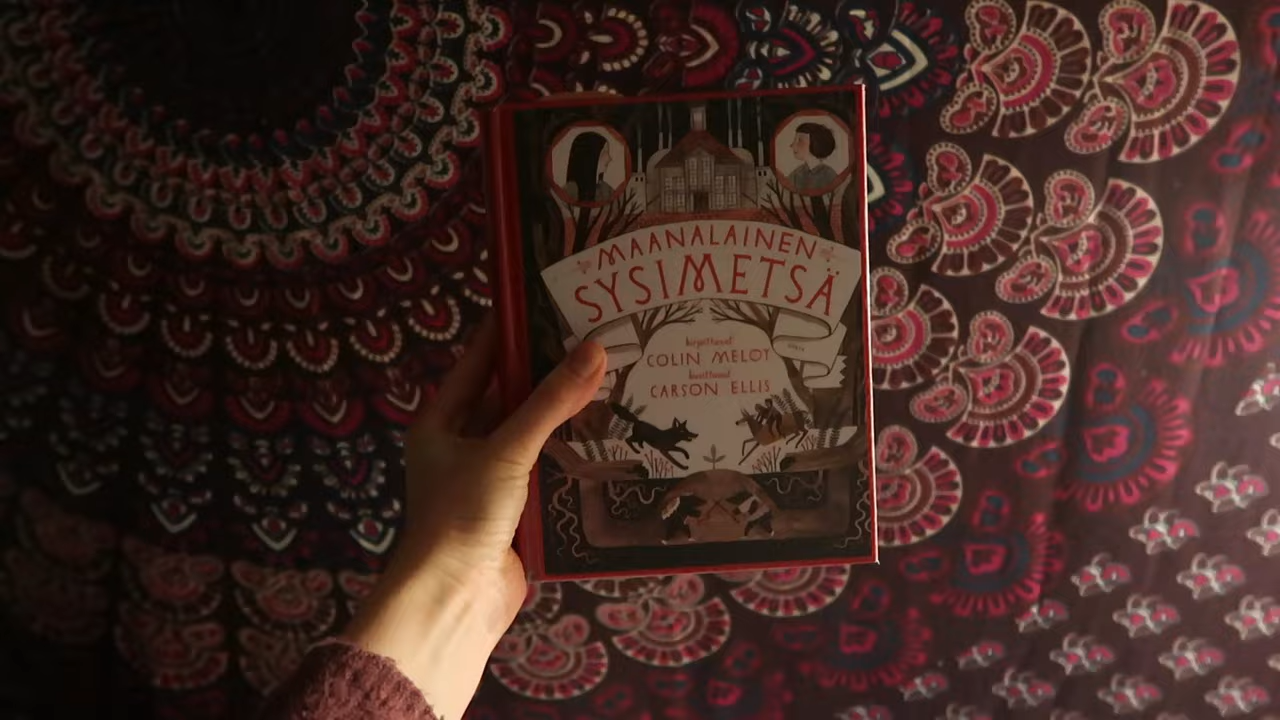 MAANALAINEN
SYSIMETSÄ
kirjoittanut
COLIN MELOY
kuvittanut
CARSON ELLIS